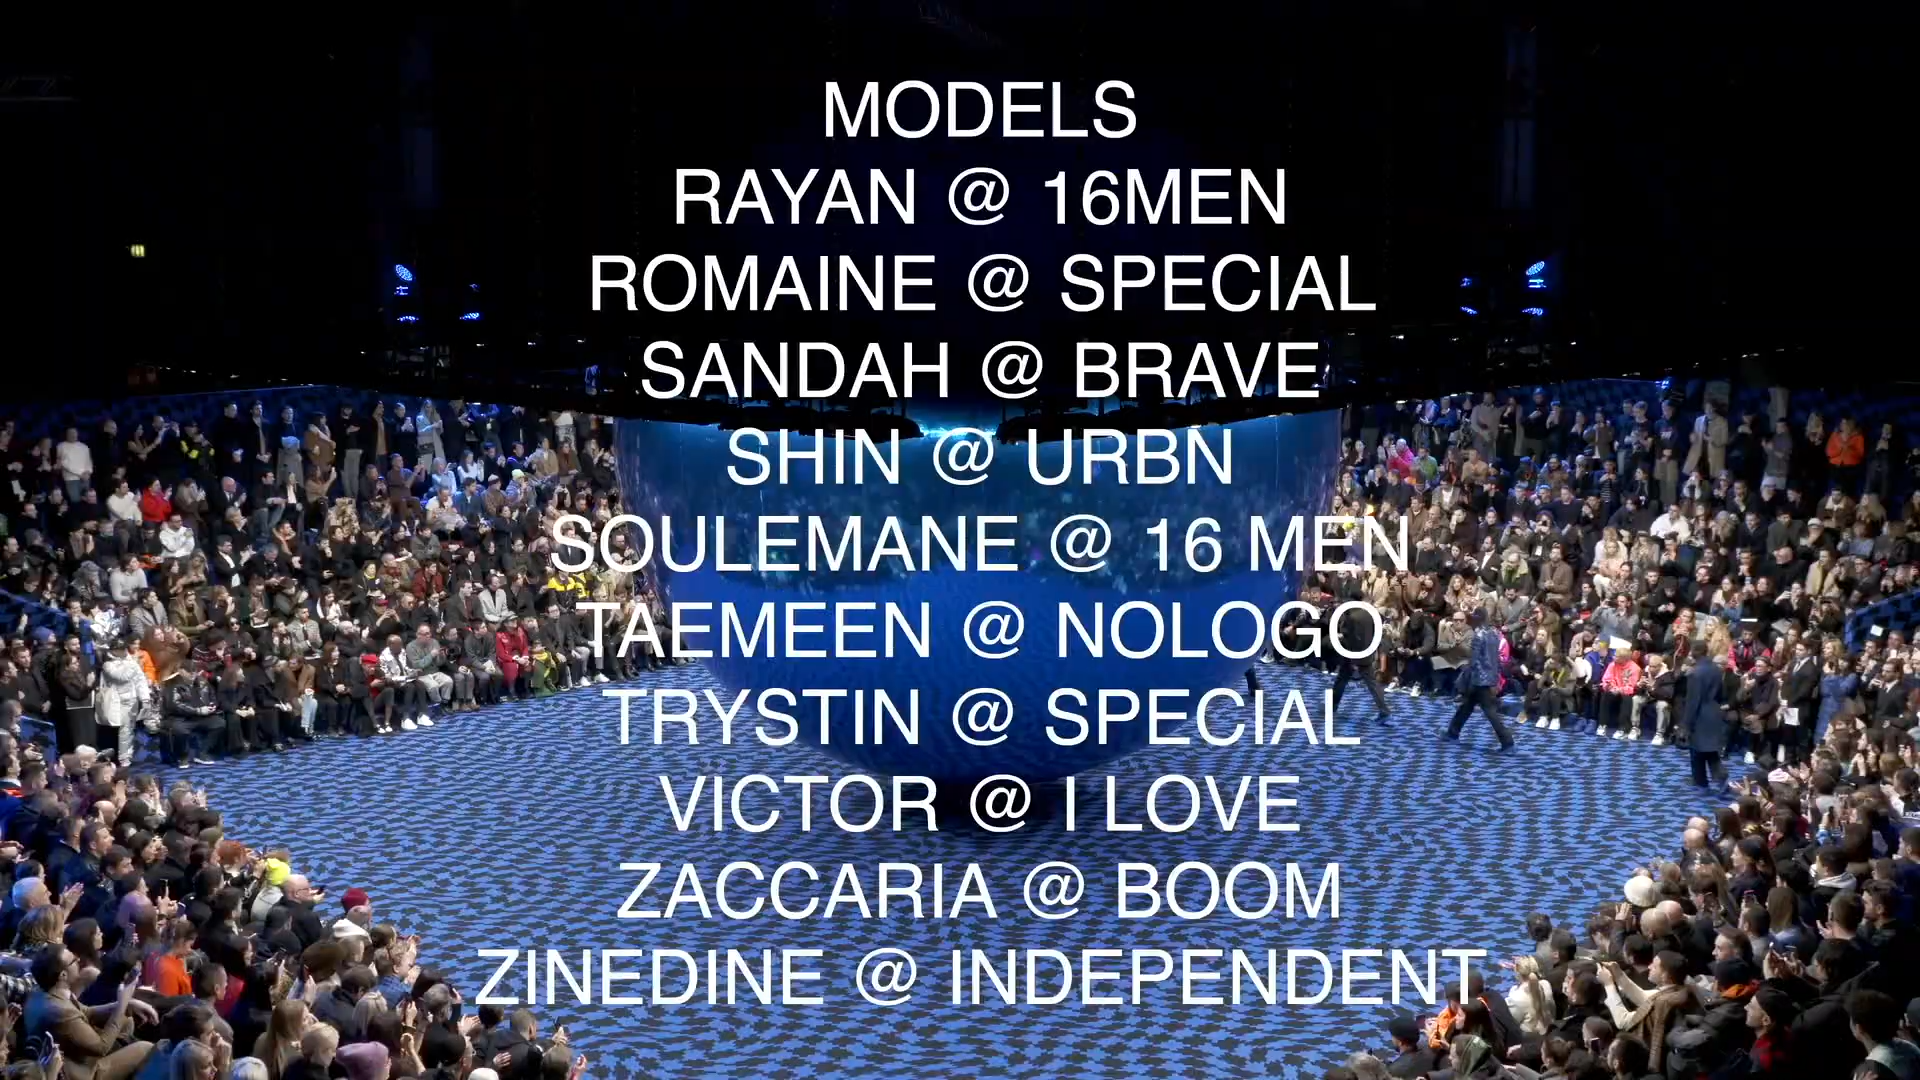 MODELS
RAYAN @ 16MEN
ROMAINE @ SPECIAL
SANDAH @ BRAVE
SHIN @ URBN
SOULEMANE @ 16 MEN
TAEMEEN @ NOLOGO
TRYSTIN @ SPECIAL
VICTOR @ I LOVE
ZACCARIA @ BOOM
ZINEDINE @ INDEPENDENT